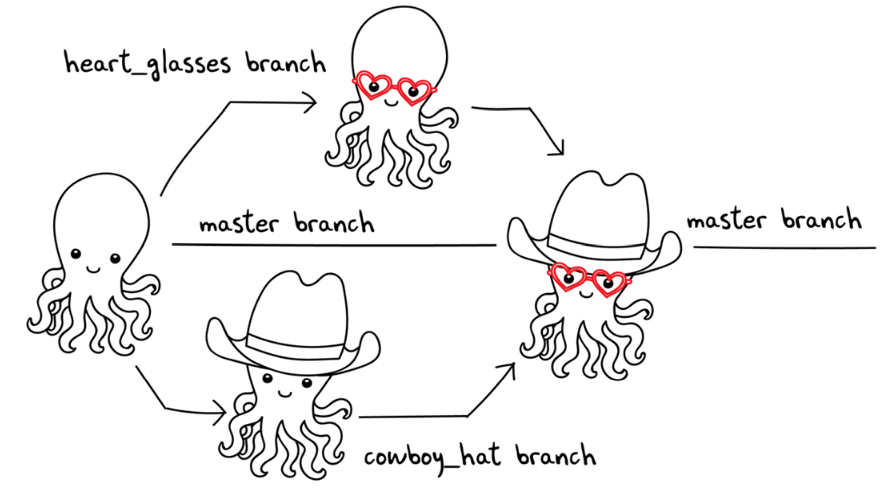 heart_glasses branch
master branch
master branch
cowboy_hat branch